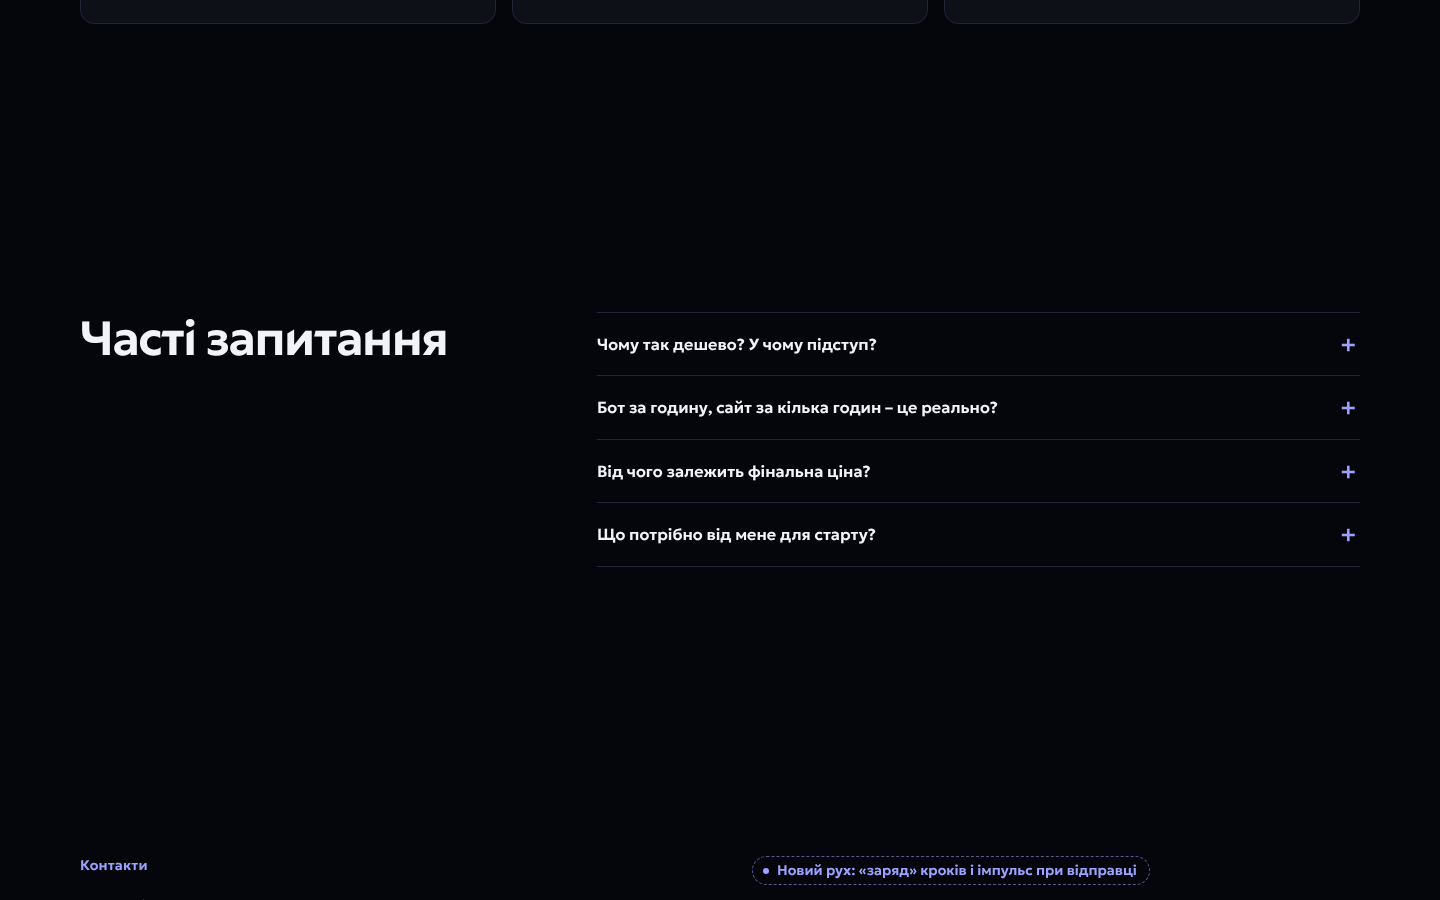 Часті запитання
Чому так дешево? У чому підступ?
Бот за годину, сайт за кілька годин – це реально?
Від чого залежить фінальна ціна?
Що потрібно від мене для старту?
Контакти
Новий рух: «заряд» кроків і імпульс при відправці